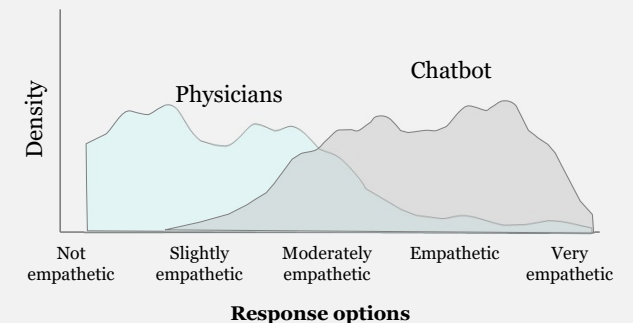 Chatbot
Physicians
Density
Not
empathetic
Slightly
empathetic
Moderately
empathetic
Empathetic
Very
empathetic
Response options